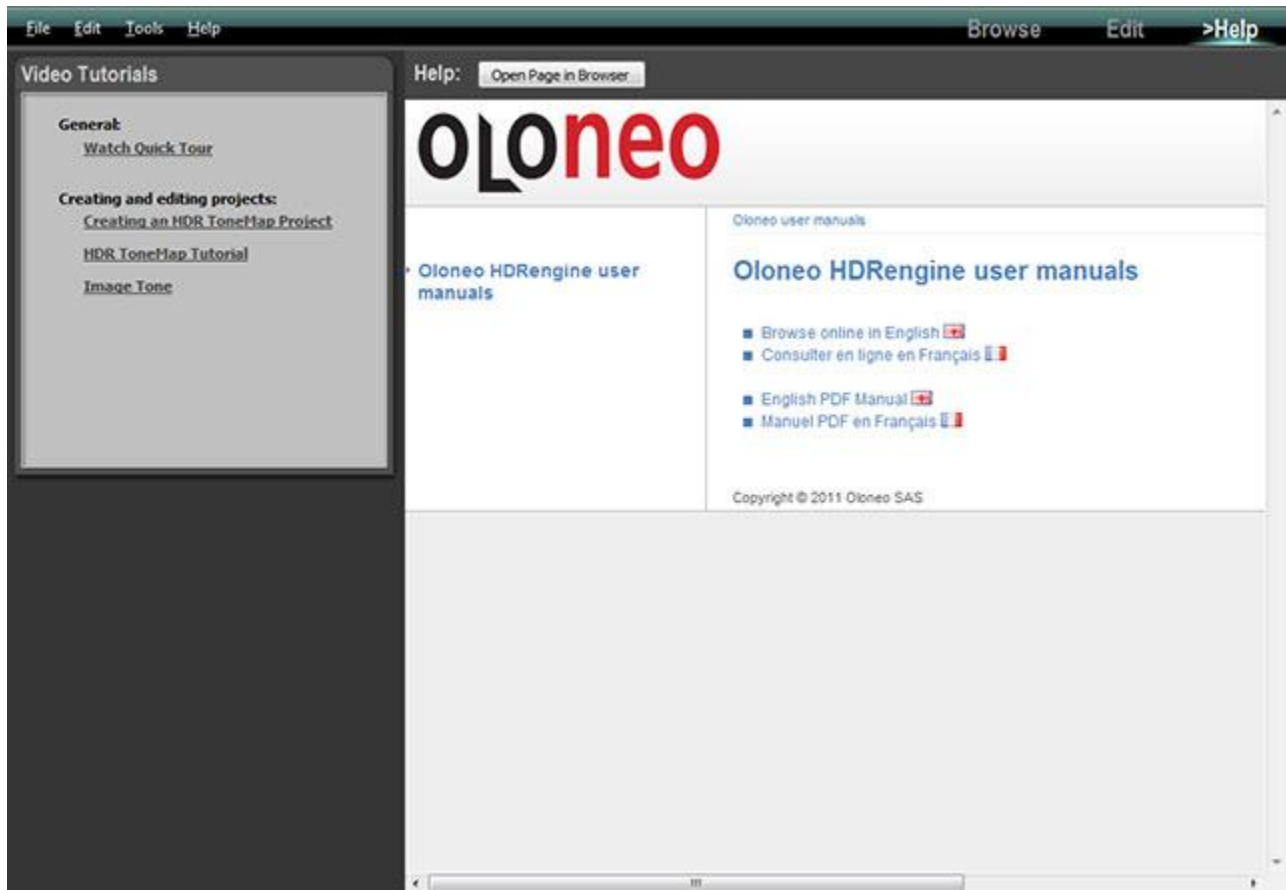 File Edit Tools Help
Browse Edit >Help
Video Tutorials
General:
Watch Quick Tour
Creating and editing projects:
Creating an HDR ToneMap Project
HDR ToneMap Tutorial
Image Tone
Help: Open Page in Browser
oloneo
Oloneo HDRengine user
manuals
Oloneo user manuals
Oloneo HDRengine user manuals
Browse online in English
Consulter en ligne en Français
English PDF Manual
Manuel PDF en Français
Copyright © 2011 Oloneo SAS